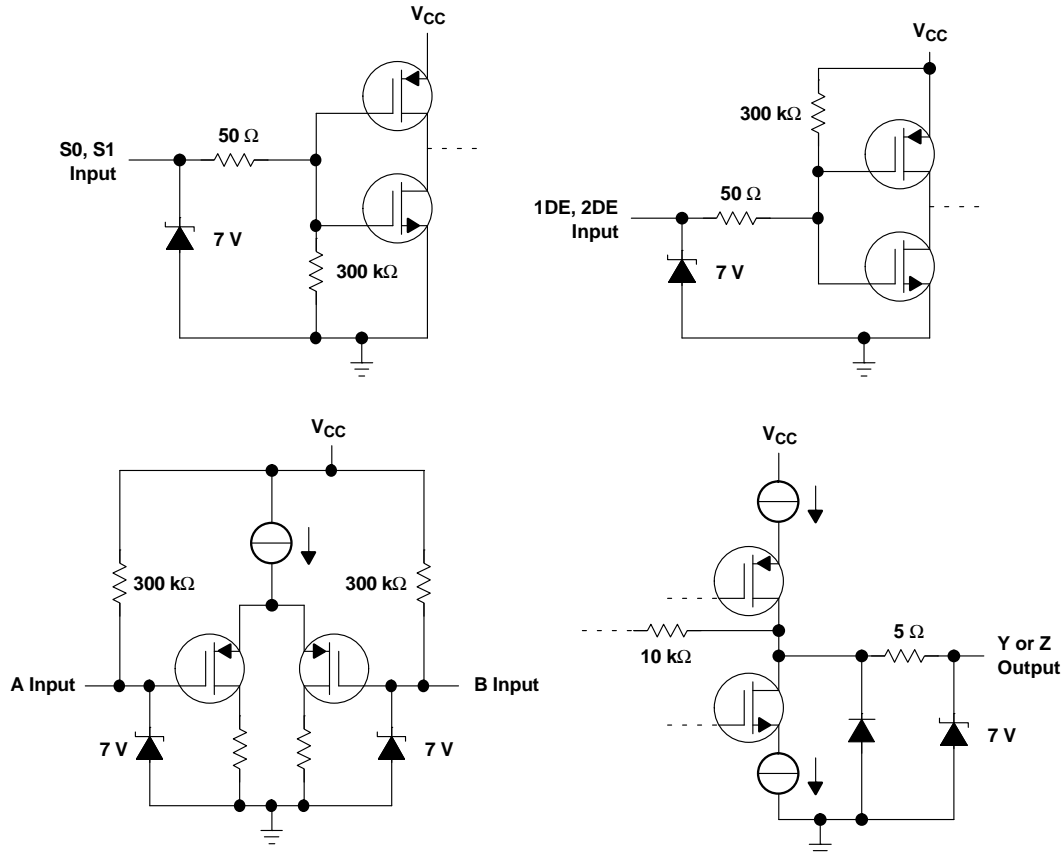 VCC
50 Ω
S0, S1
Input
7 V
300 kΩ
VCC
300 kΩ
50 Ω
1DE, 2DE
Input
7 V
VCC
300 kΩ
300 kΩ
A Input
B Input
7 V
7 V
VCC
10 kΩ
5 Ω
Y or Z
Output
7 V